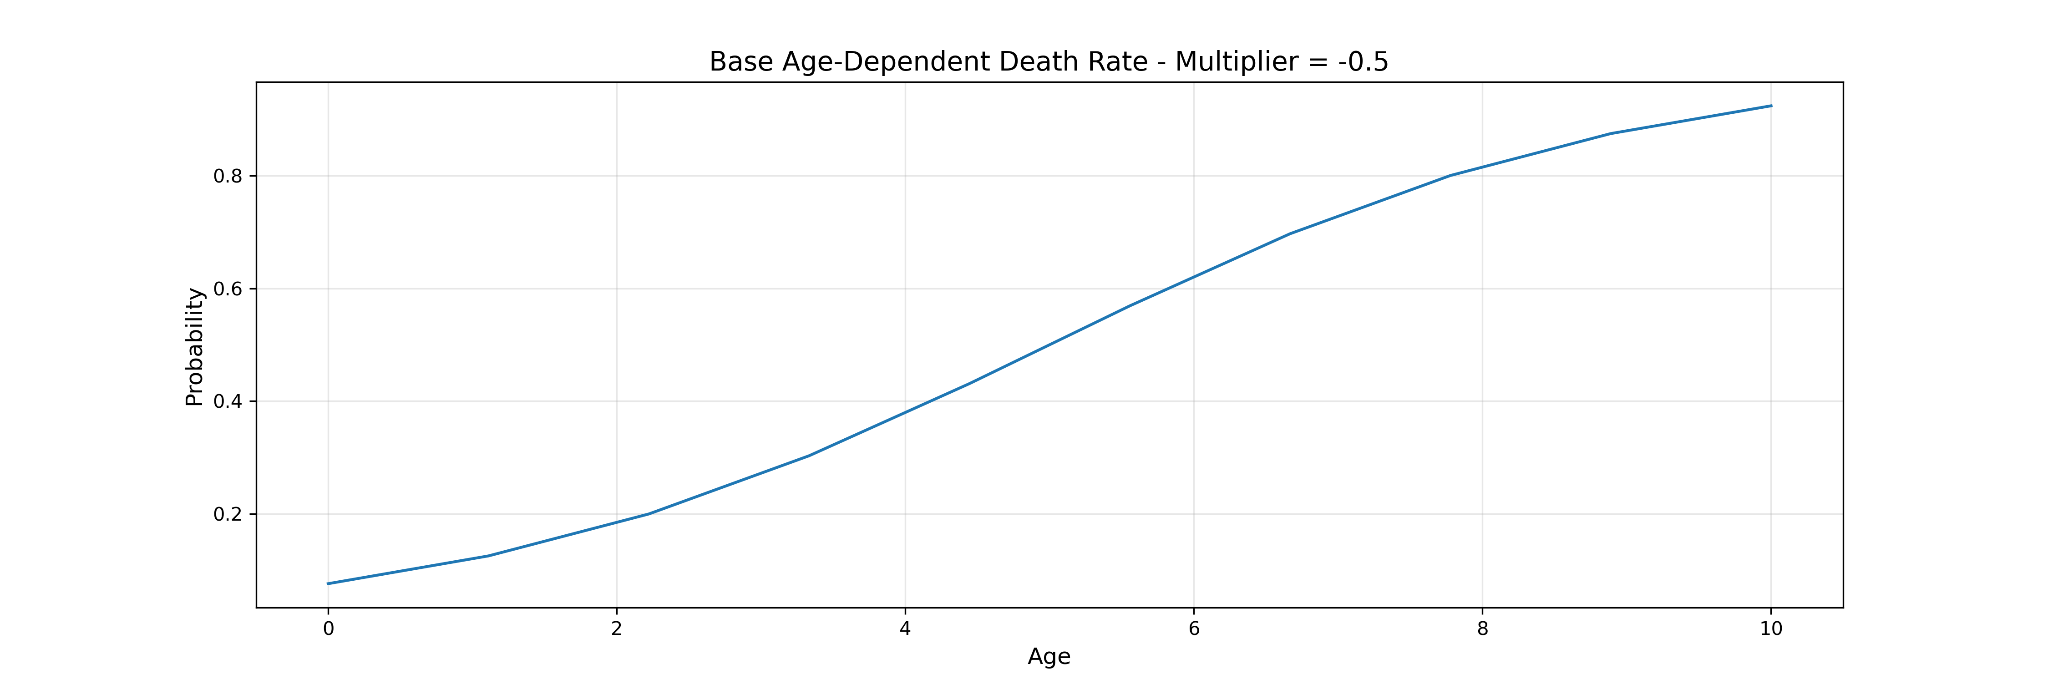 Base Age-Dependent Death Rate - Multiplier = -0.5
Probability
0.8
0.6
0.4
0.2
0 2 4 6 8 10
Age